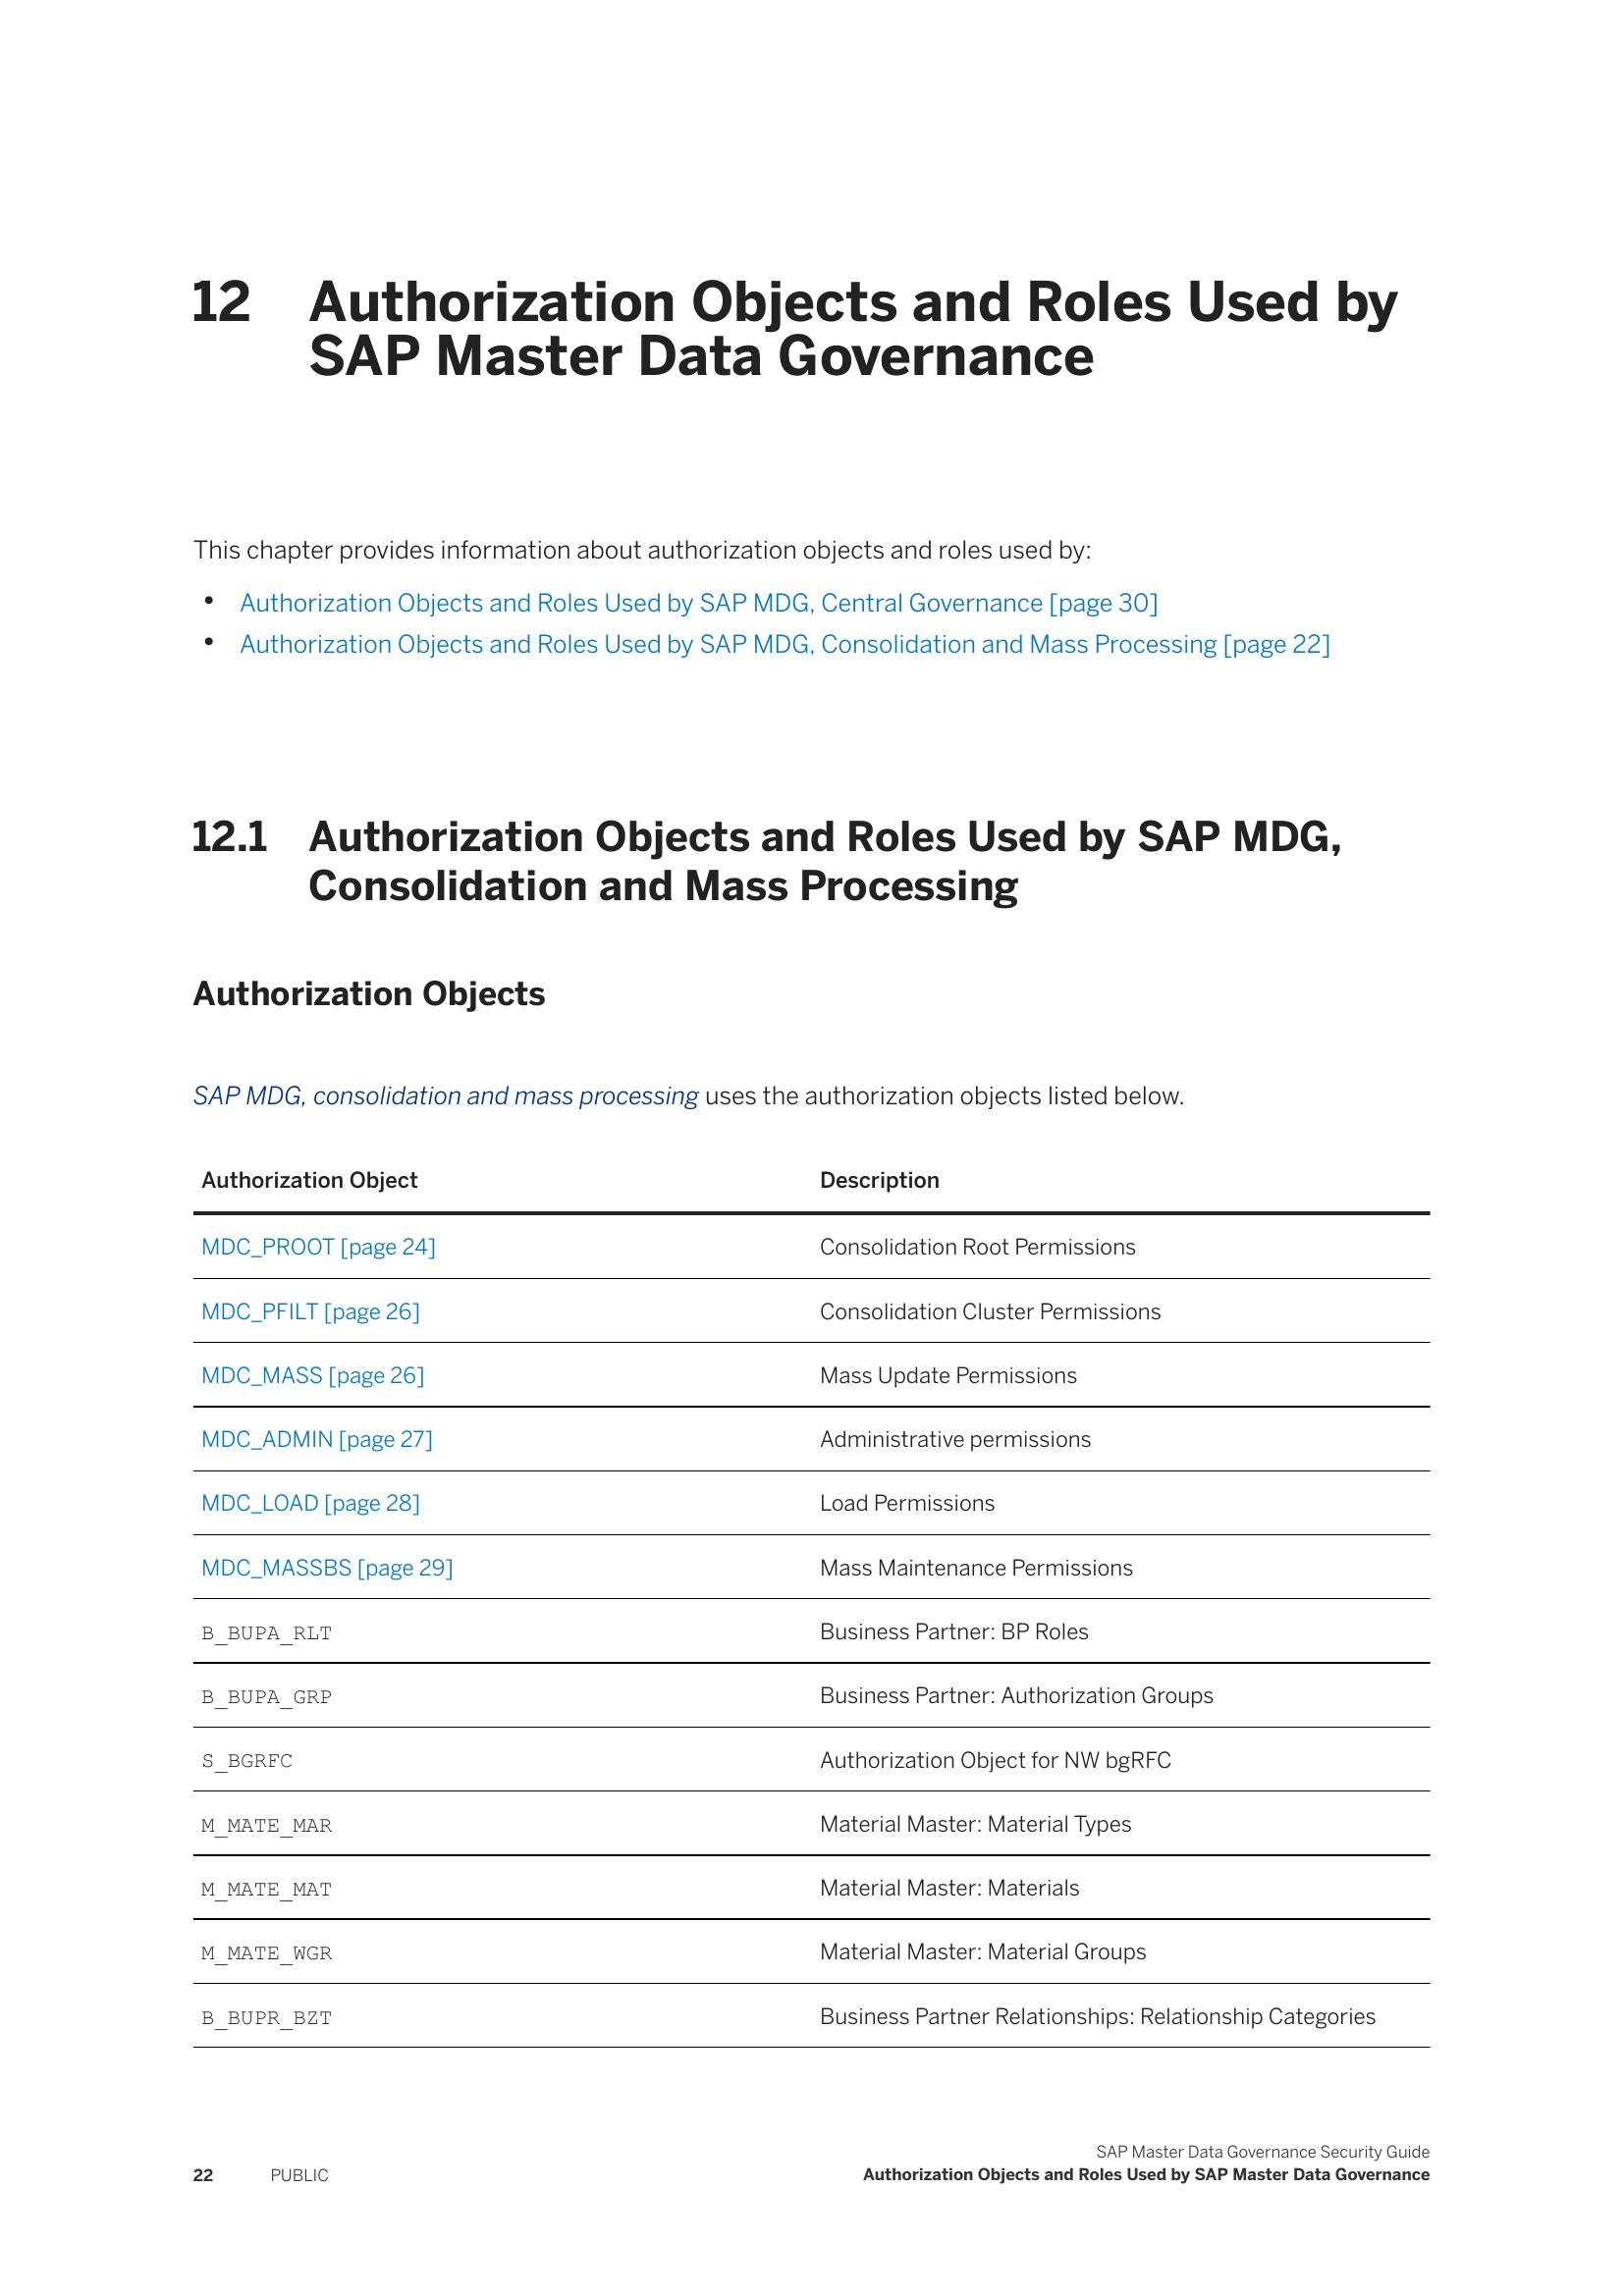 12 Authorization Objects and Roles Used by
SAP Master Data Governance
This chapter provides information about authorization objects and roles used by:
• Authorization Objects and Roles Used by SAP MDG, Central Governance [page 30]
• Authorization Objects and Roles Used by SAP MDG, Consolidation and Mass Processing [page 22]
12.1 Authorization Objects and Roles Used by SAP MDG,
Consolidation and Mass Processing
Authorization Objects
SAP MDG, consolidation and mass processing uses the authorization objects listed below.
Authorization Object Description
MDC_PROOT [page 24] Consolidation Root Permissions
MDC_PFILT [page 26] Consolidation Cluster Permissions
MDC_MASS [page 26] Mass Update Permissions
MDC_ADMIN [page 27] Administrative permissions
MDC_LOAD [page 28] Load Permissions
MDC_MASSBS [page 29] Mass Maintenance Permissions
B_BUPA_RLT Business Partner: BP Roles
B_BUPA_GRP Business Partner: Authorization Groups
S_BGRFC Authorization Object for NW bgRFC
M_MATE_MAR Material Master: Material Types
M_MATE_MAT Material Master: Materials
M_MATE_WGR Material Master: Material Groups
B_BUPR_BZT Business Partner Relationships: Relationship Categories
SAP Master Data Governance Security Guide
22 PUBLIC Authorization Objects and Roles Used by SAP Master Data Governance